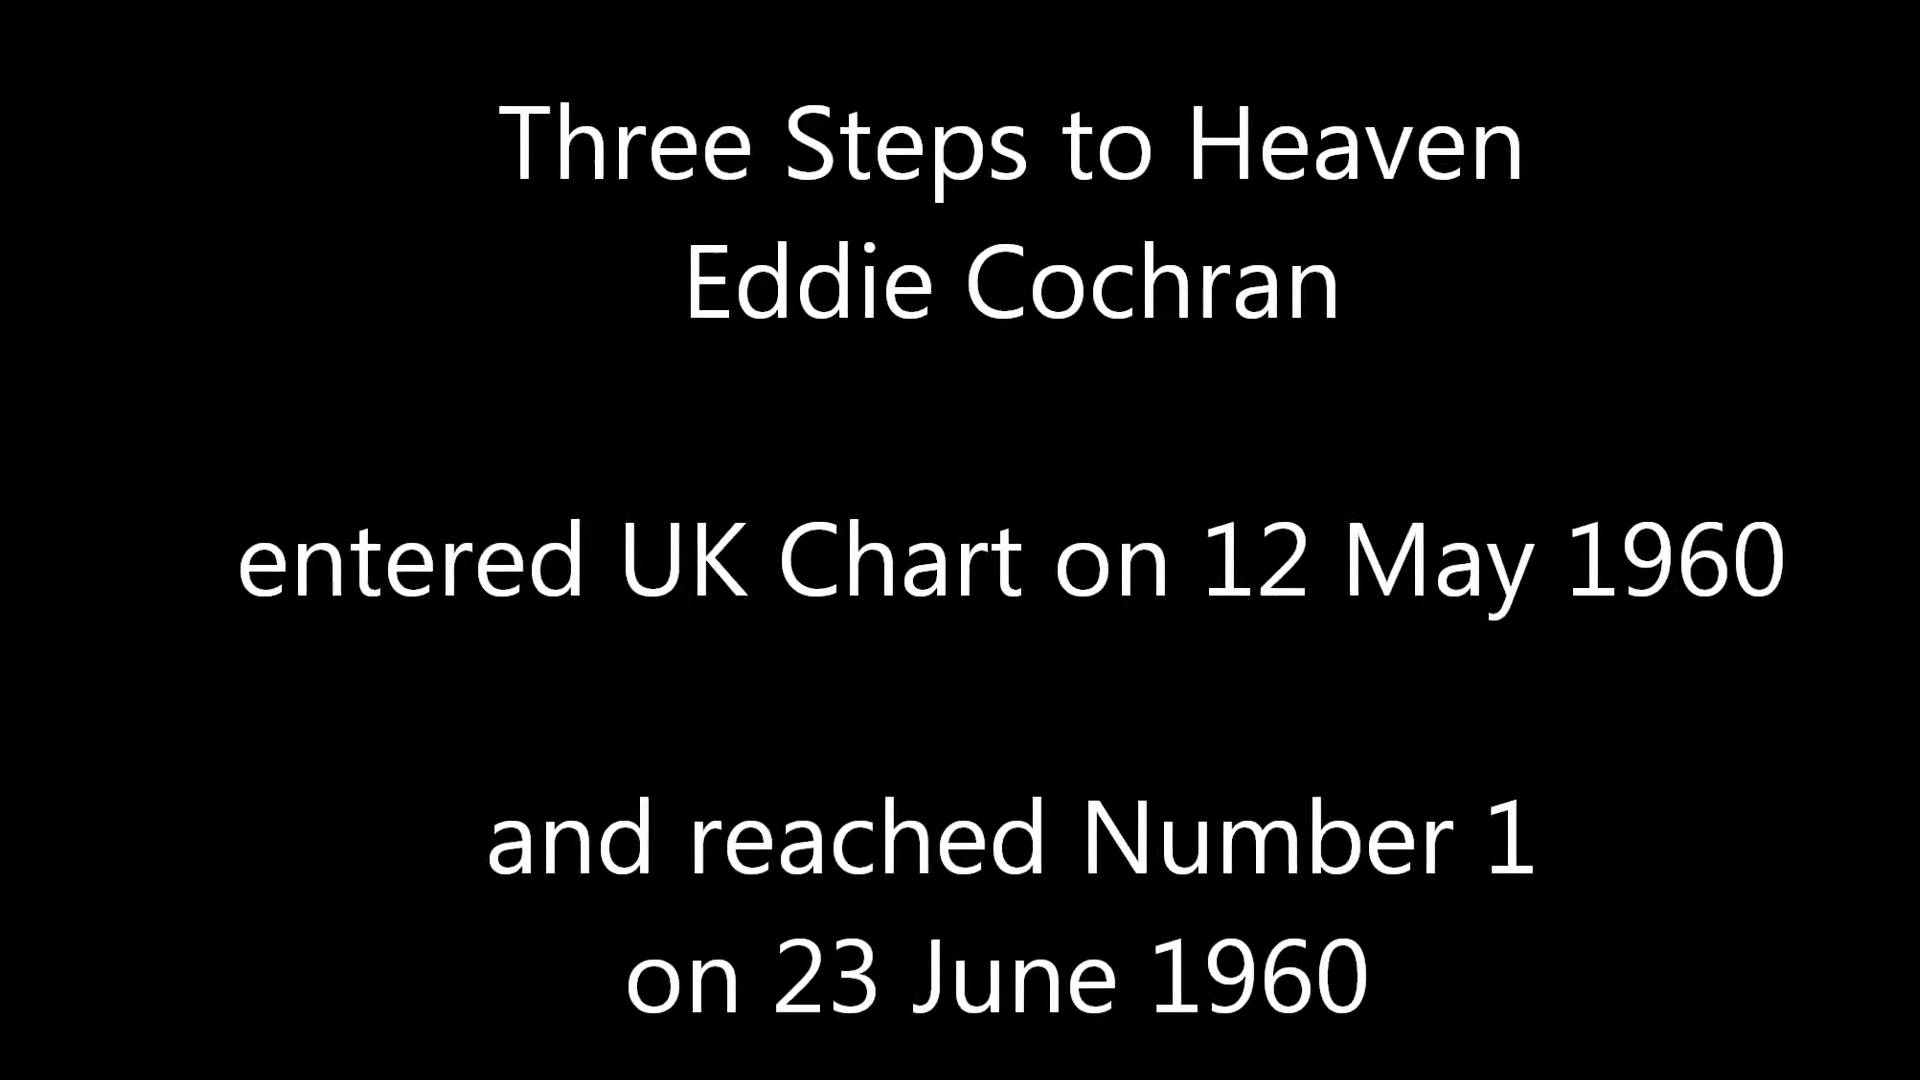 Three Steps to Heaven
Eddie Cochran
entered UK Chart on 12 May 1960
and reached Number 1
on 23 June 1960